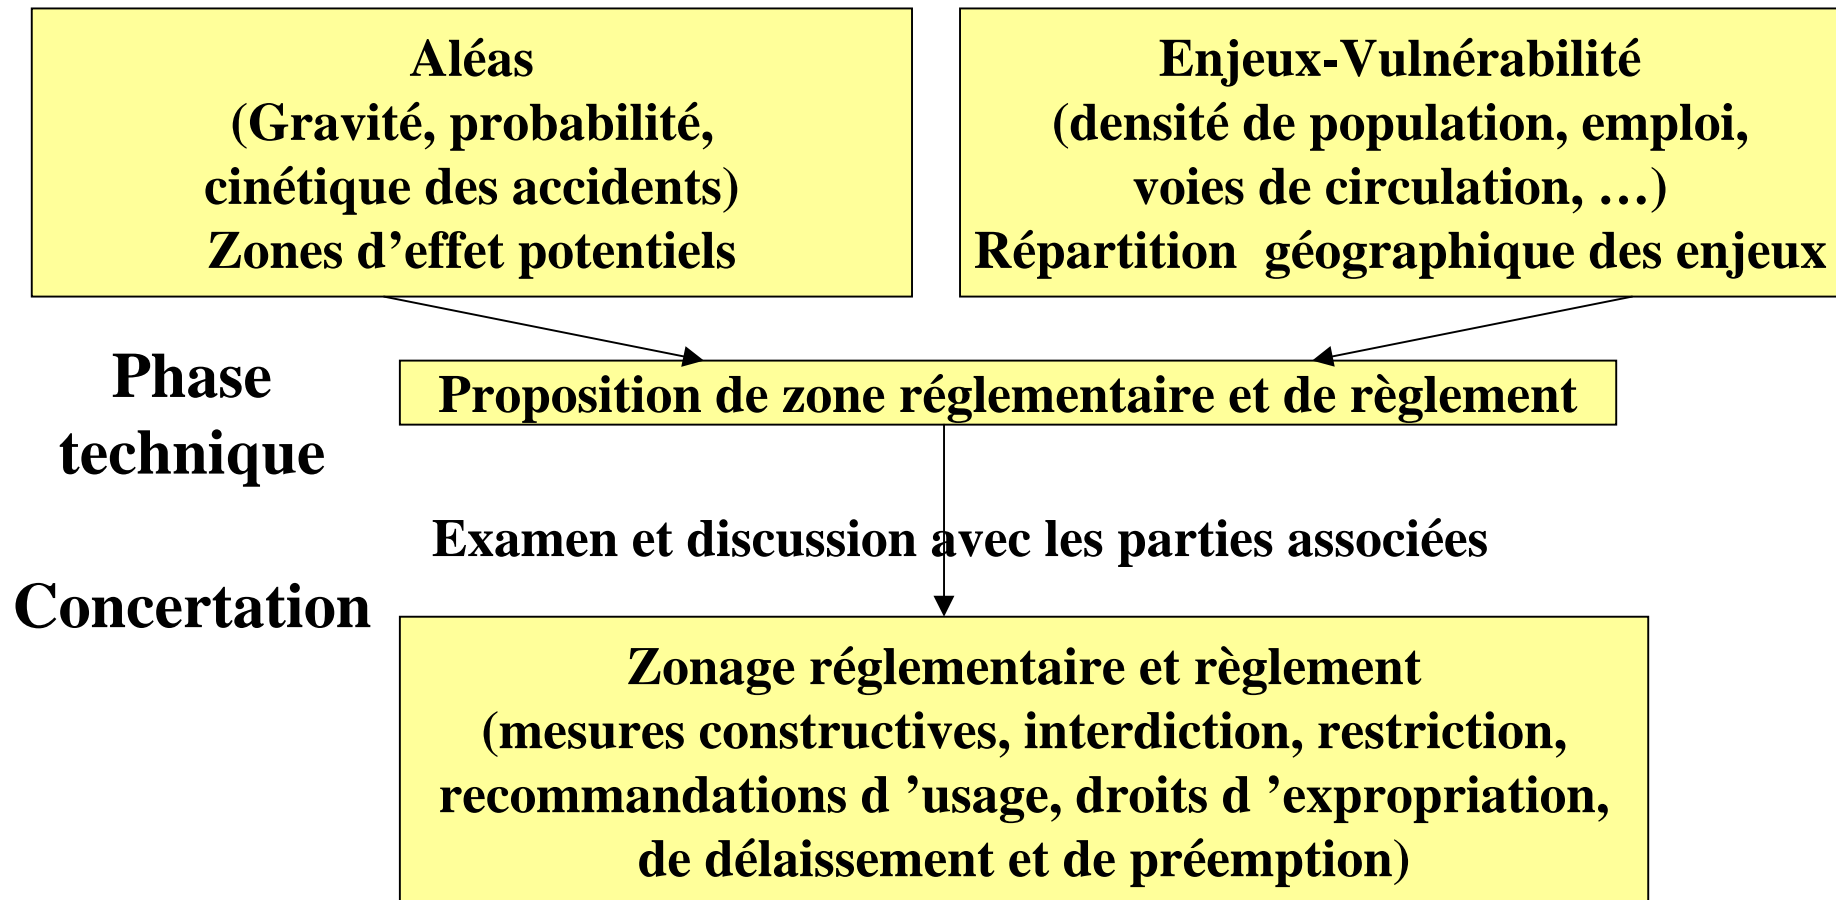 Aléas
(Gravité, probabilité,
cinétique des accidents)
Zones d’effet potentiels
Enjeux-Vulnérabilité
(densité de population, emploi,
voies de circulation, …)
Répartition  géographique des enjeux
Phase
technique
Proposition de zone réglementaire et de règlement
Examen et discussion avec les parties associées
Concertation
Zonage réglementaire et règlement
(mesures constructives, interdiction, restriction,
recommandations d ’usage, droits d ’expropriation,
de délaissement et de préemption)